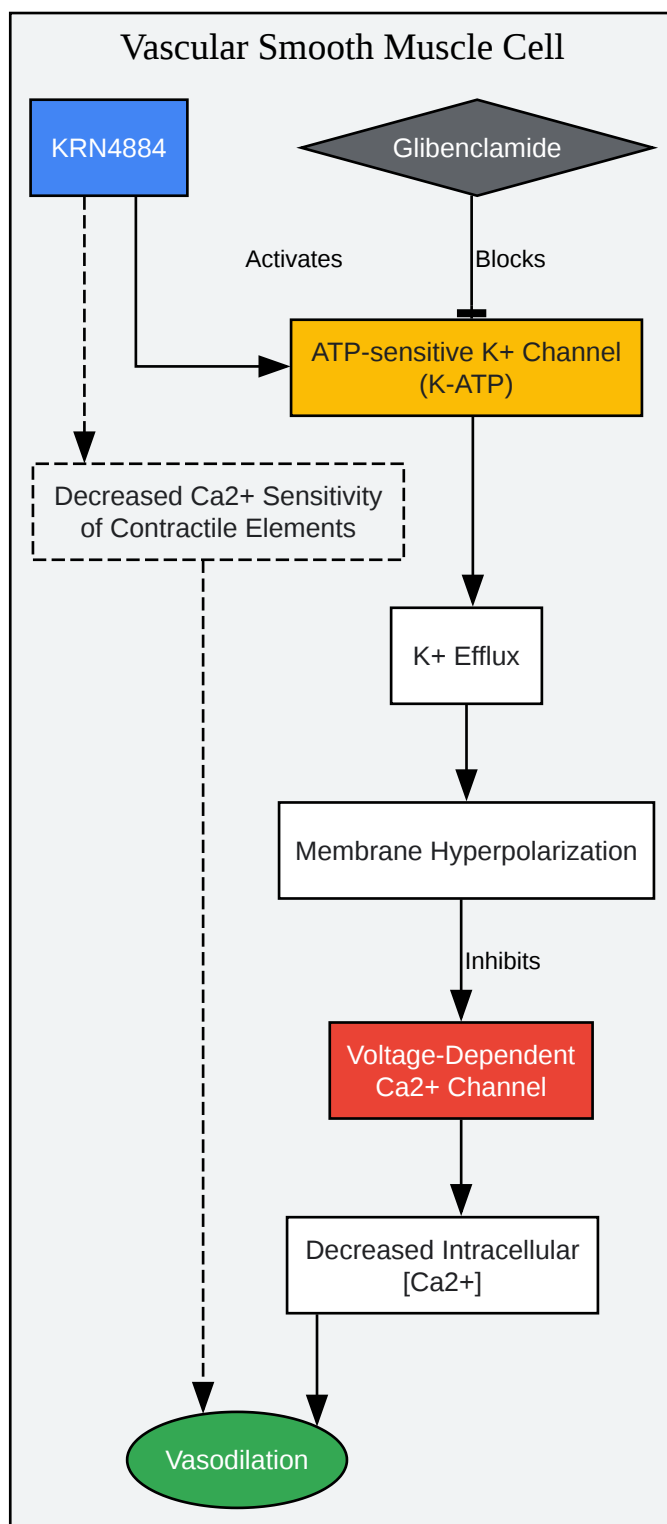 Vascular Smooth Muscle Cell
KRN4884
Glibenclamide
Activates
Blocks
ATP-sensitive K+ Channel
(K-ATP)
Decreased Ca2+ Sensitivity
of Contractile Elements
K+ Efflux
Membrane Hyperpolarization
Inhibits
Voltage-Dependent
Ca2+ Channel
Decreased Intracellular
[Ca2+]
Vasodilation